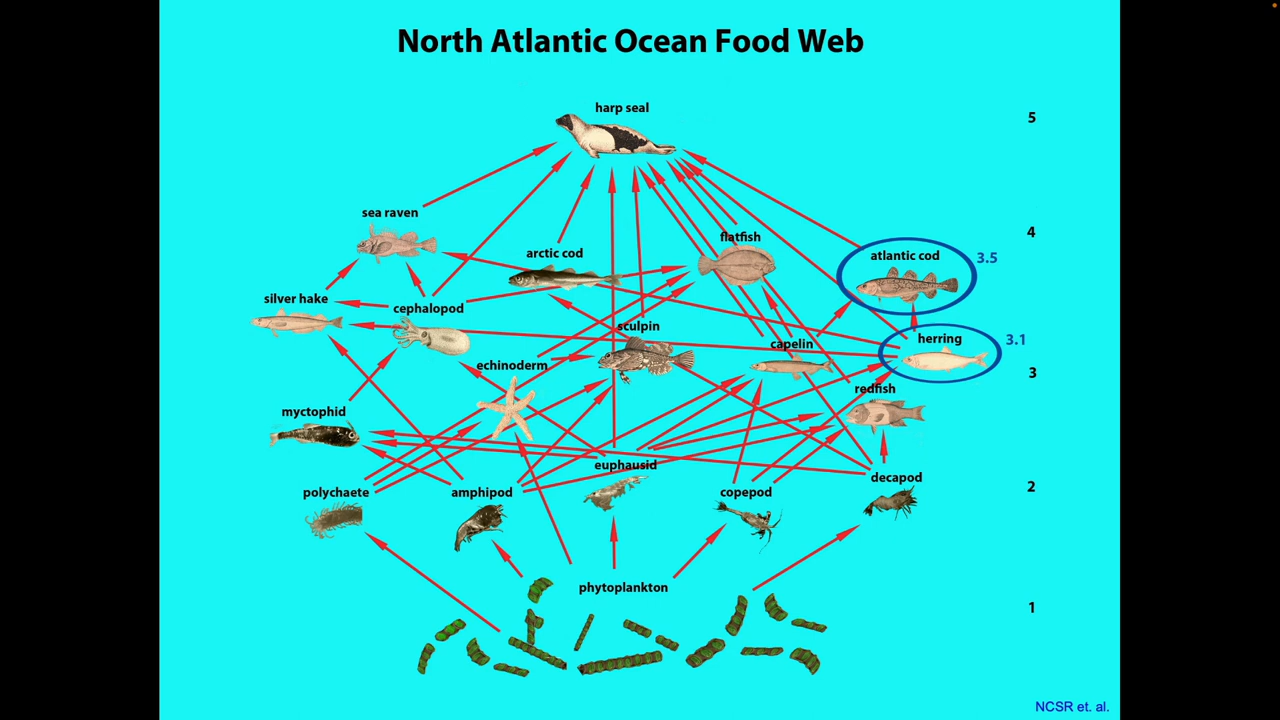 North Atlantic Ocean Food Web
harp seal
5
sea raven
4
flatfish
arctic cod
atlantic cod
3.5
silver hake
cephalopod
sculpin
capelin
herring
3.1
echinoderm
3
redfish
myctophid
euphausid
decapod
2
polychaete
amphipod
copepod
phytoplankton
1
NCSR et. al.